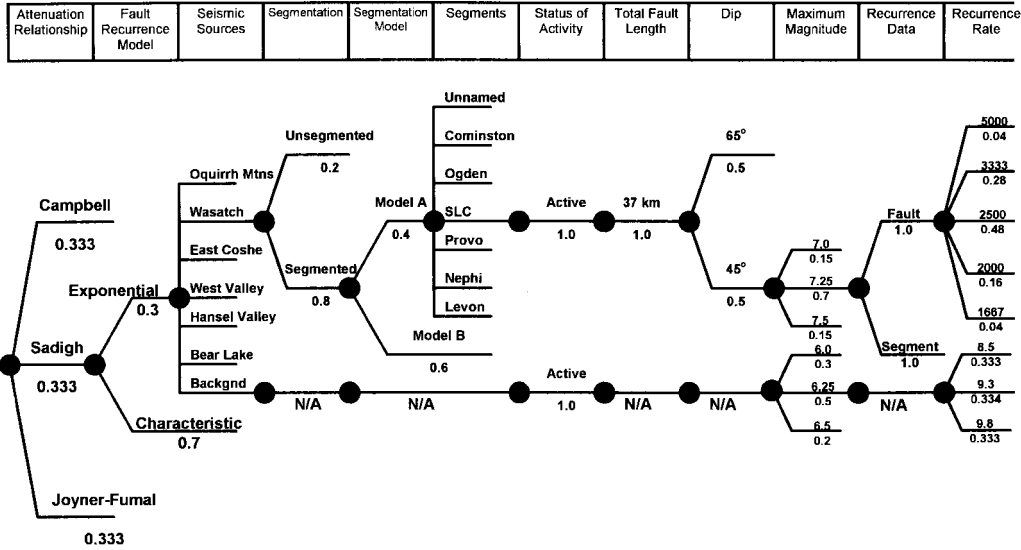 Attenuation Relationship
Fault Recurrence Model
Seismic Sources
Segmentation
Segmentation Model
Segments
Status of Activity
Total Fault Length
Dip
Maximum Magnitude
Recurrence Data
Recurrence Rate
Campbell
0.333
Sadigh
0.333
Joyner-Fumal
0.333
Exponential
0.3
Characteristic
0.7
Oquirrh Mtns
Wasatch
East Coshe
West Valley
Hansel Valley
Bear Lake
Backgnd
Unsegmented
0.2
Segmented
0.8
Model A
0.4
Model B
0.6
Unnamed
Cominston
Ogden
SLC
Provo
Nephi
Levon
Active
1.0
37 km
1.0
65°
0.5
45°
0.5
7.0
0.15
7.25
0.7
7.5
0.15
Fault
1.0
Segment
1.0
5000
0.04
3333
0.28
2500
0.48
2000
0.16
1667
0.04
N/A
N/A
Active
1.0
N/A
N/A
6.0
0.3
6.25
0.5
6.5
0.2
N/A
8.5
0.333
9.3
0.334
9.8
0.333